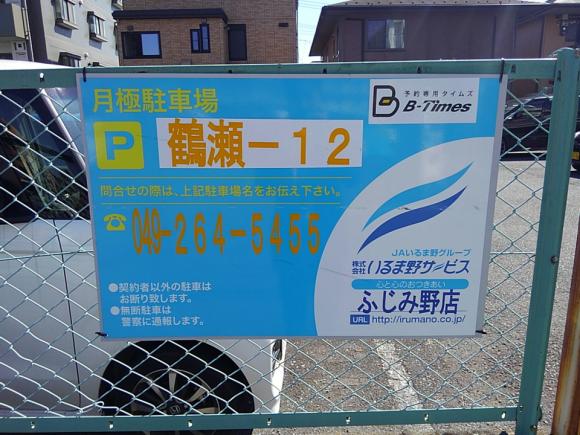 月極駐車場
P 鶴瀬-12
予約専用タイムズ
B B-Times
問合せの際は、上記駐車場名をお伝え下さい。
☎ 049-264-5455
●契約者以外の駐車は
お断り致します。
●無断駐車は
警察に通報します。
JAいるま野グループ
株式会社 いるま野サービス
心と心のおつきあい
ふじみ野店
URL http://irumano.co.jp/